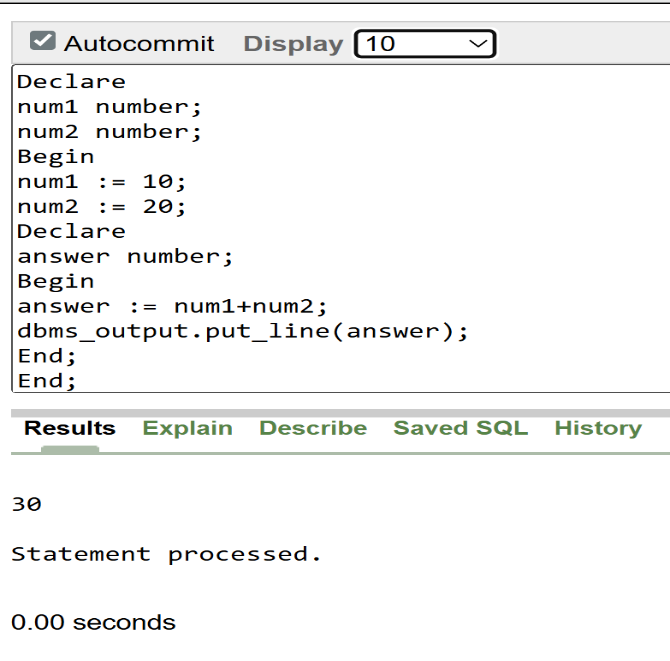 Autocommit Display 10
Declare
num1 number;
num2 number;
Begin
num1 := 10;
num2 := 20;
Declare
answer number;
Begin
answer := num1+num2;
dbms_output.put_line(answer);
End;
End;
Results Explain Describe Saved SQL History
30
Statement processed.
0.00 seconds